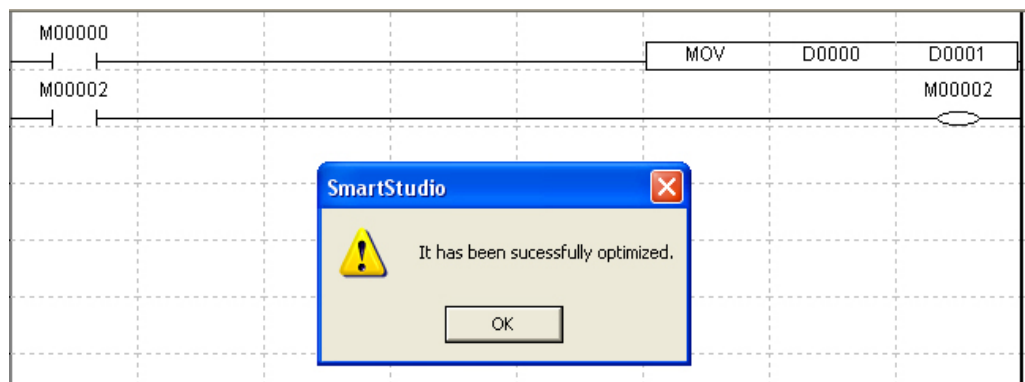 M00000
MOV D0000 D0001
M00002 M00002
SmartStudio
It has been sucessfully optimized.
OK